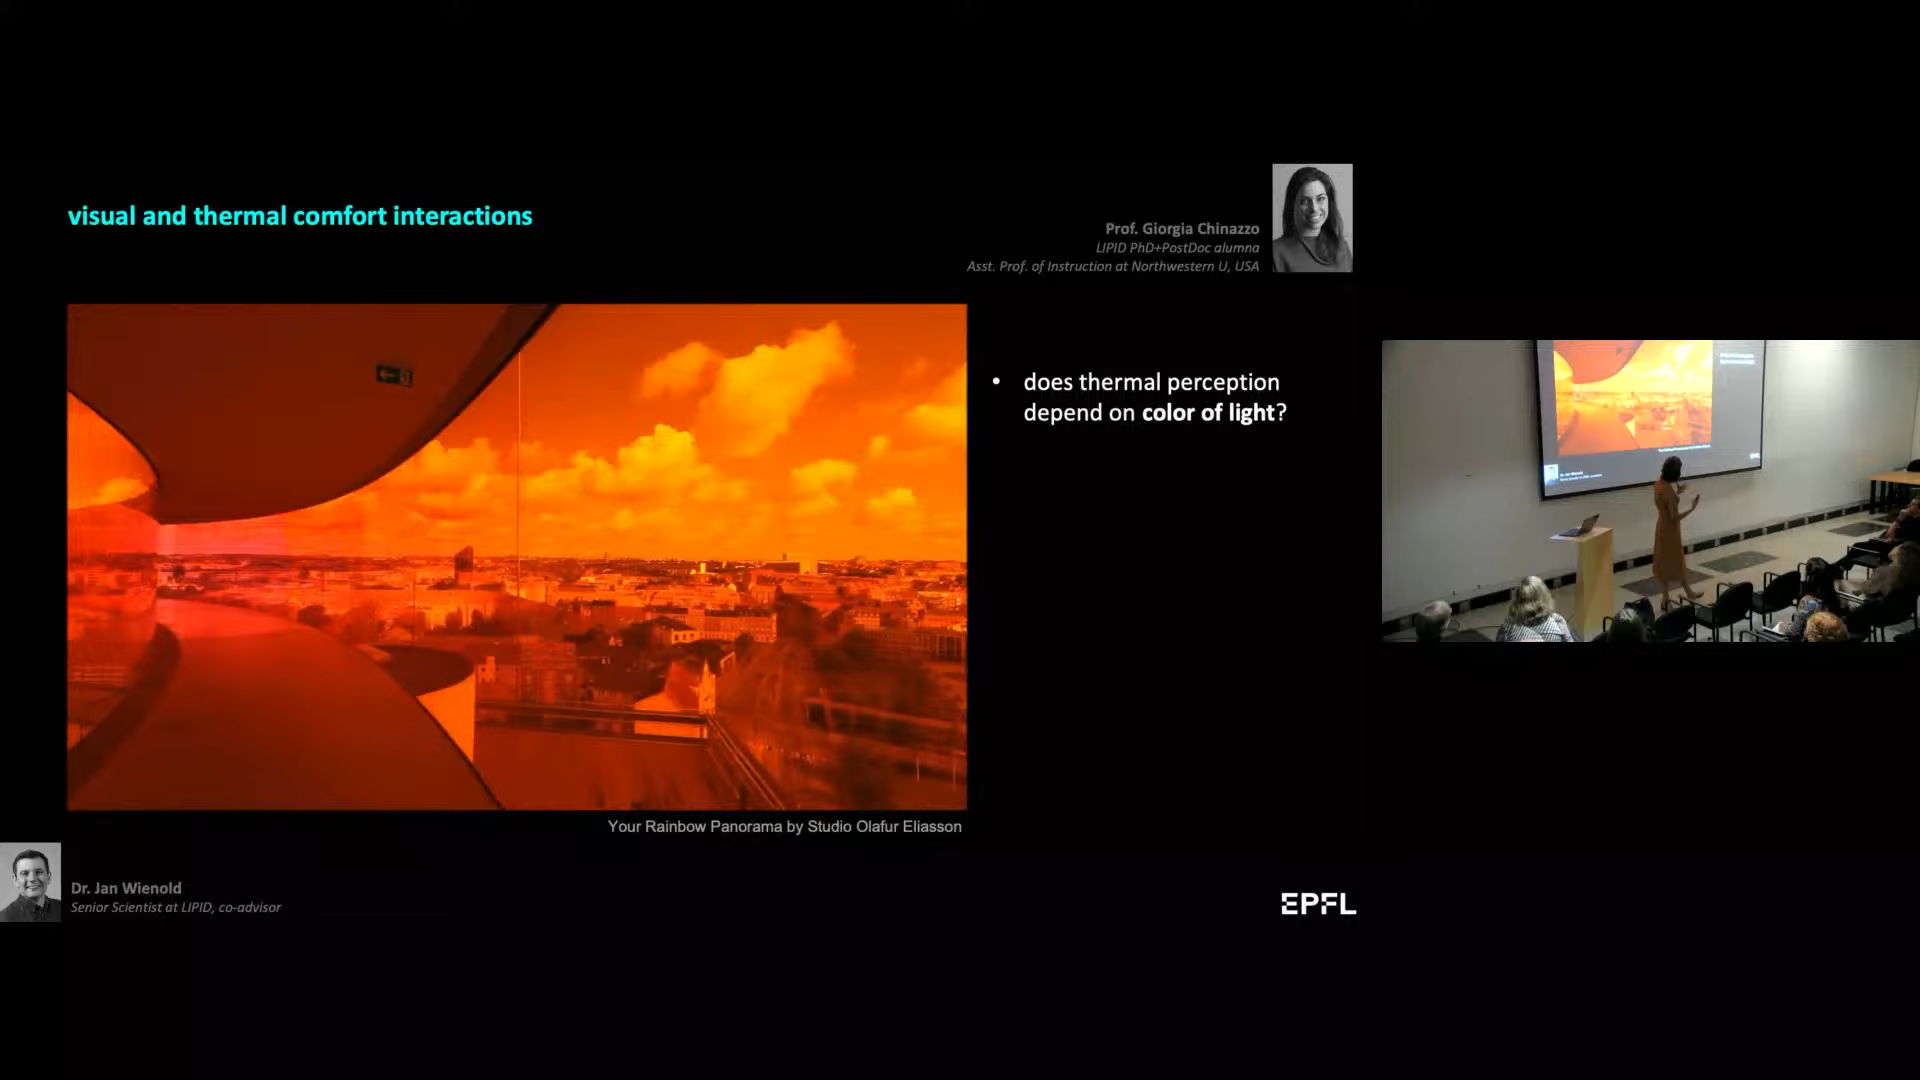 visual and thermal comfort interactions
Prof. Giorgia Chinazzo
LIPID PhD+PostDoc alumna
Asst. Prof. of Instruction at Northwestern U, USA
• does thermal perception
depend on color of light?
Your Rainbow Panorama by Studio Olafur Eliasson
Dr. Jan Wienold
Senior Scientist at LIPID, co-advisor
EPFL